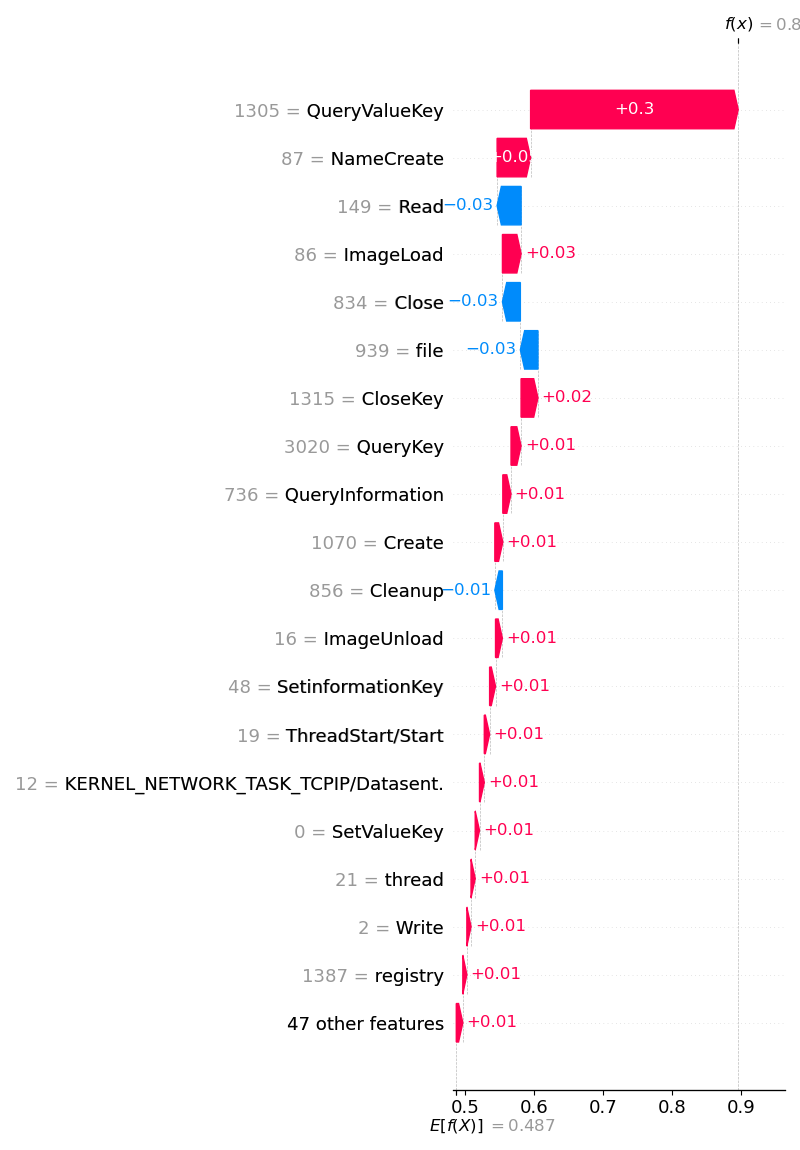 f(x) = 0.8
1305 = QueryValueKey +0.3
87 = NameCreate +0.0
149 = Read −0.03
86 = ImageLoad +0.03
834 = Close −0.03
939 = file −0.03
1315 = CloseKey +0.02
3020 = QueryKey +0.01
736 = QueryInformation +0.01
1070 = Create +0.01
856 = Cleanup −0.01
16 = ImageUnload +0.01
48 = SetinformationKey +0.01
19 = ThreadStart/Start +0.01
12 = KERNEL_NETWORK_TASK_TCPIP/Datasent. +0.01
0 = SetValueKey +0.01
21 = thread +0.01
2 = Write +0.01
1387 = registry +0.01
47 other features +0.01
0.5 0.6 0.7 0.8 0.9
E[f(X)] = 0.487